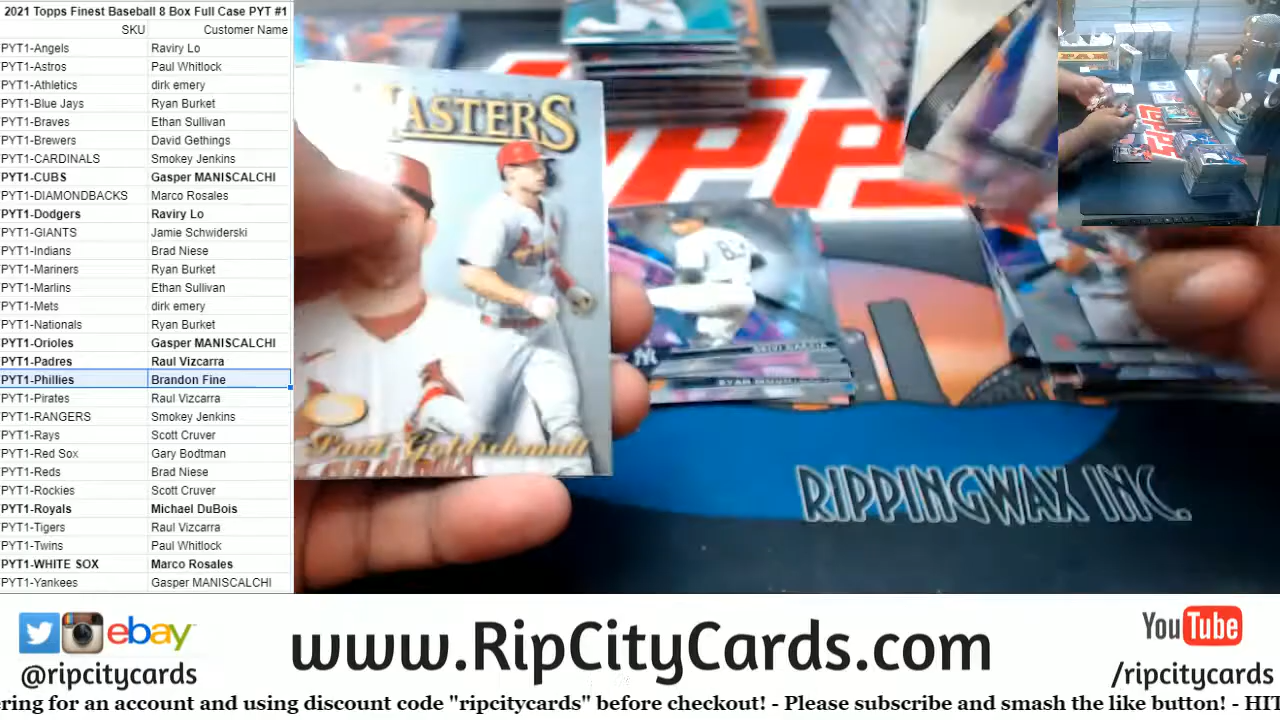 2021 Topps Finest Baseball 8 Box Full Case PYT #1
SKU Customer Name
PYT1-Angels Raviry Lo
PYT1-Astros Paul Whitlock
PYT1-Athletics dirk emery
PYT1-Blue Jays Ryan Burket
PYT1-Braves Ethan Sullivan
PYT1-Brewers David Gethings
PYT1-CARDINALS Smokey Jenkins
PYT1-CUBS Gasper MANISCALCHI
PYT1-DIAMONDBACKS Marco Rosales
PYT1-Dodgers Raviry Lo
PYT1-GIANTS Jamie Schwiderski
PYT1-Indians Brad Niese
PYT1-Mariners Ryan Burket
PYT1-Marlins Ethan Sullivan
PYT1-Mets dirk emery
PYT1-Nationals Ryan Burket
PYT1-Orioles Gasper MANISCALCHI
PYT1-Padres Raul Vizcarra
PYT1-Phillies Brandon Fine
PYT1-Pirates Raul Vizcarra
PYT1-RANGERS Smokey Jenkins
PYT1-Rays Scott Cruver
PYT1-Red Sox Gary Bodtman
PYT1-Reds Brad Niese
PYT1-Rockies Scott Cruver
PYT1-Royals Michael DuBois
PYT1-Tigers Raul Vizcarra
PYT1-Twins Paul Whitlock
PYT1-WHITE SOX Marco Rosales
PYT1-Yankees Gasper MANISCALCHI
MASTERS
Paul Goldschmidt
RIPPINGWAX INC.
ebay
@ripcitycards
www.RipCityCards.com
YouTube
/ripcitycards
ering for an account and using discount code "ripcitycards" before checkout! - Please subscribe and smash the like button! - HIT